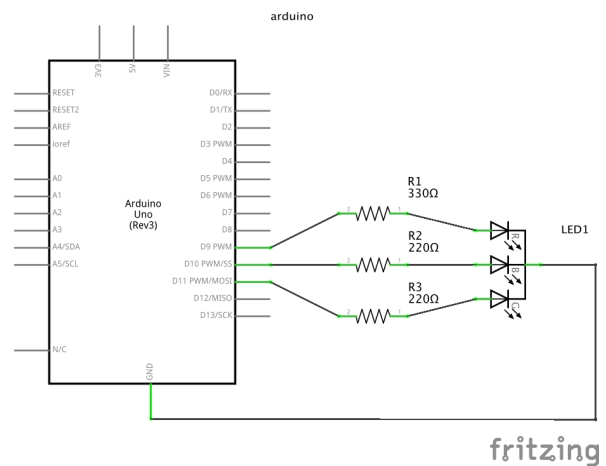 arduino
3V3
5V
VIN
RESET
RESET2
AREF
ioref
A0
A1
A2
A3
A4/SDA
A5/SCL
N/C
Arduino
Uno
(Rev3)
D0/RX
D1/TX
D2
D3 PWM
D4
D5 PWM
D6 PWM
D7
D8
D9 PWM
D10 PWM/SS
D11 PWM/MOSI
D12/MISO
D13/SCK
GND
R1
330Ω
2 1
R2
220Ω
2 1
R3
220Ω
2 1
LED1
R
B
G
fritzing